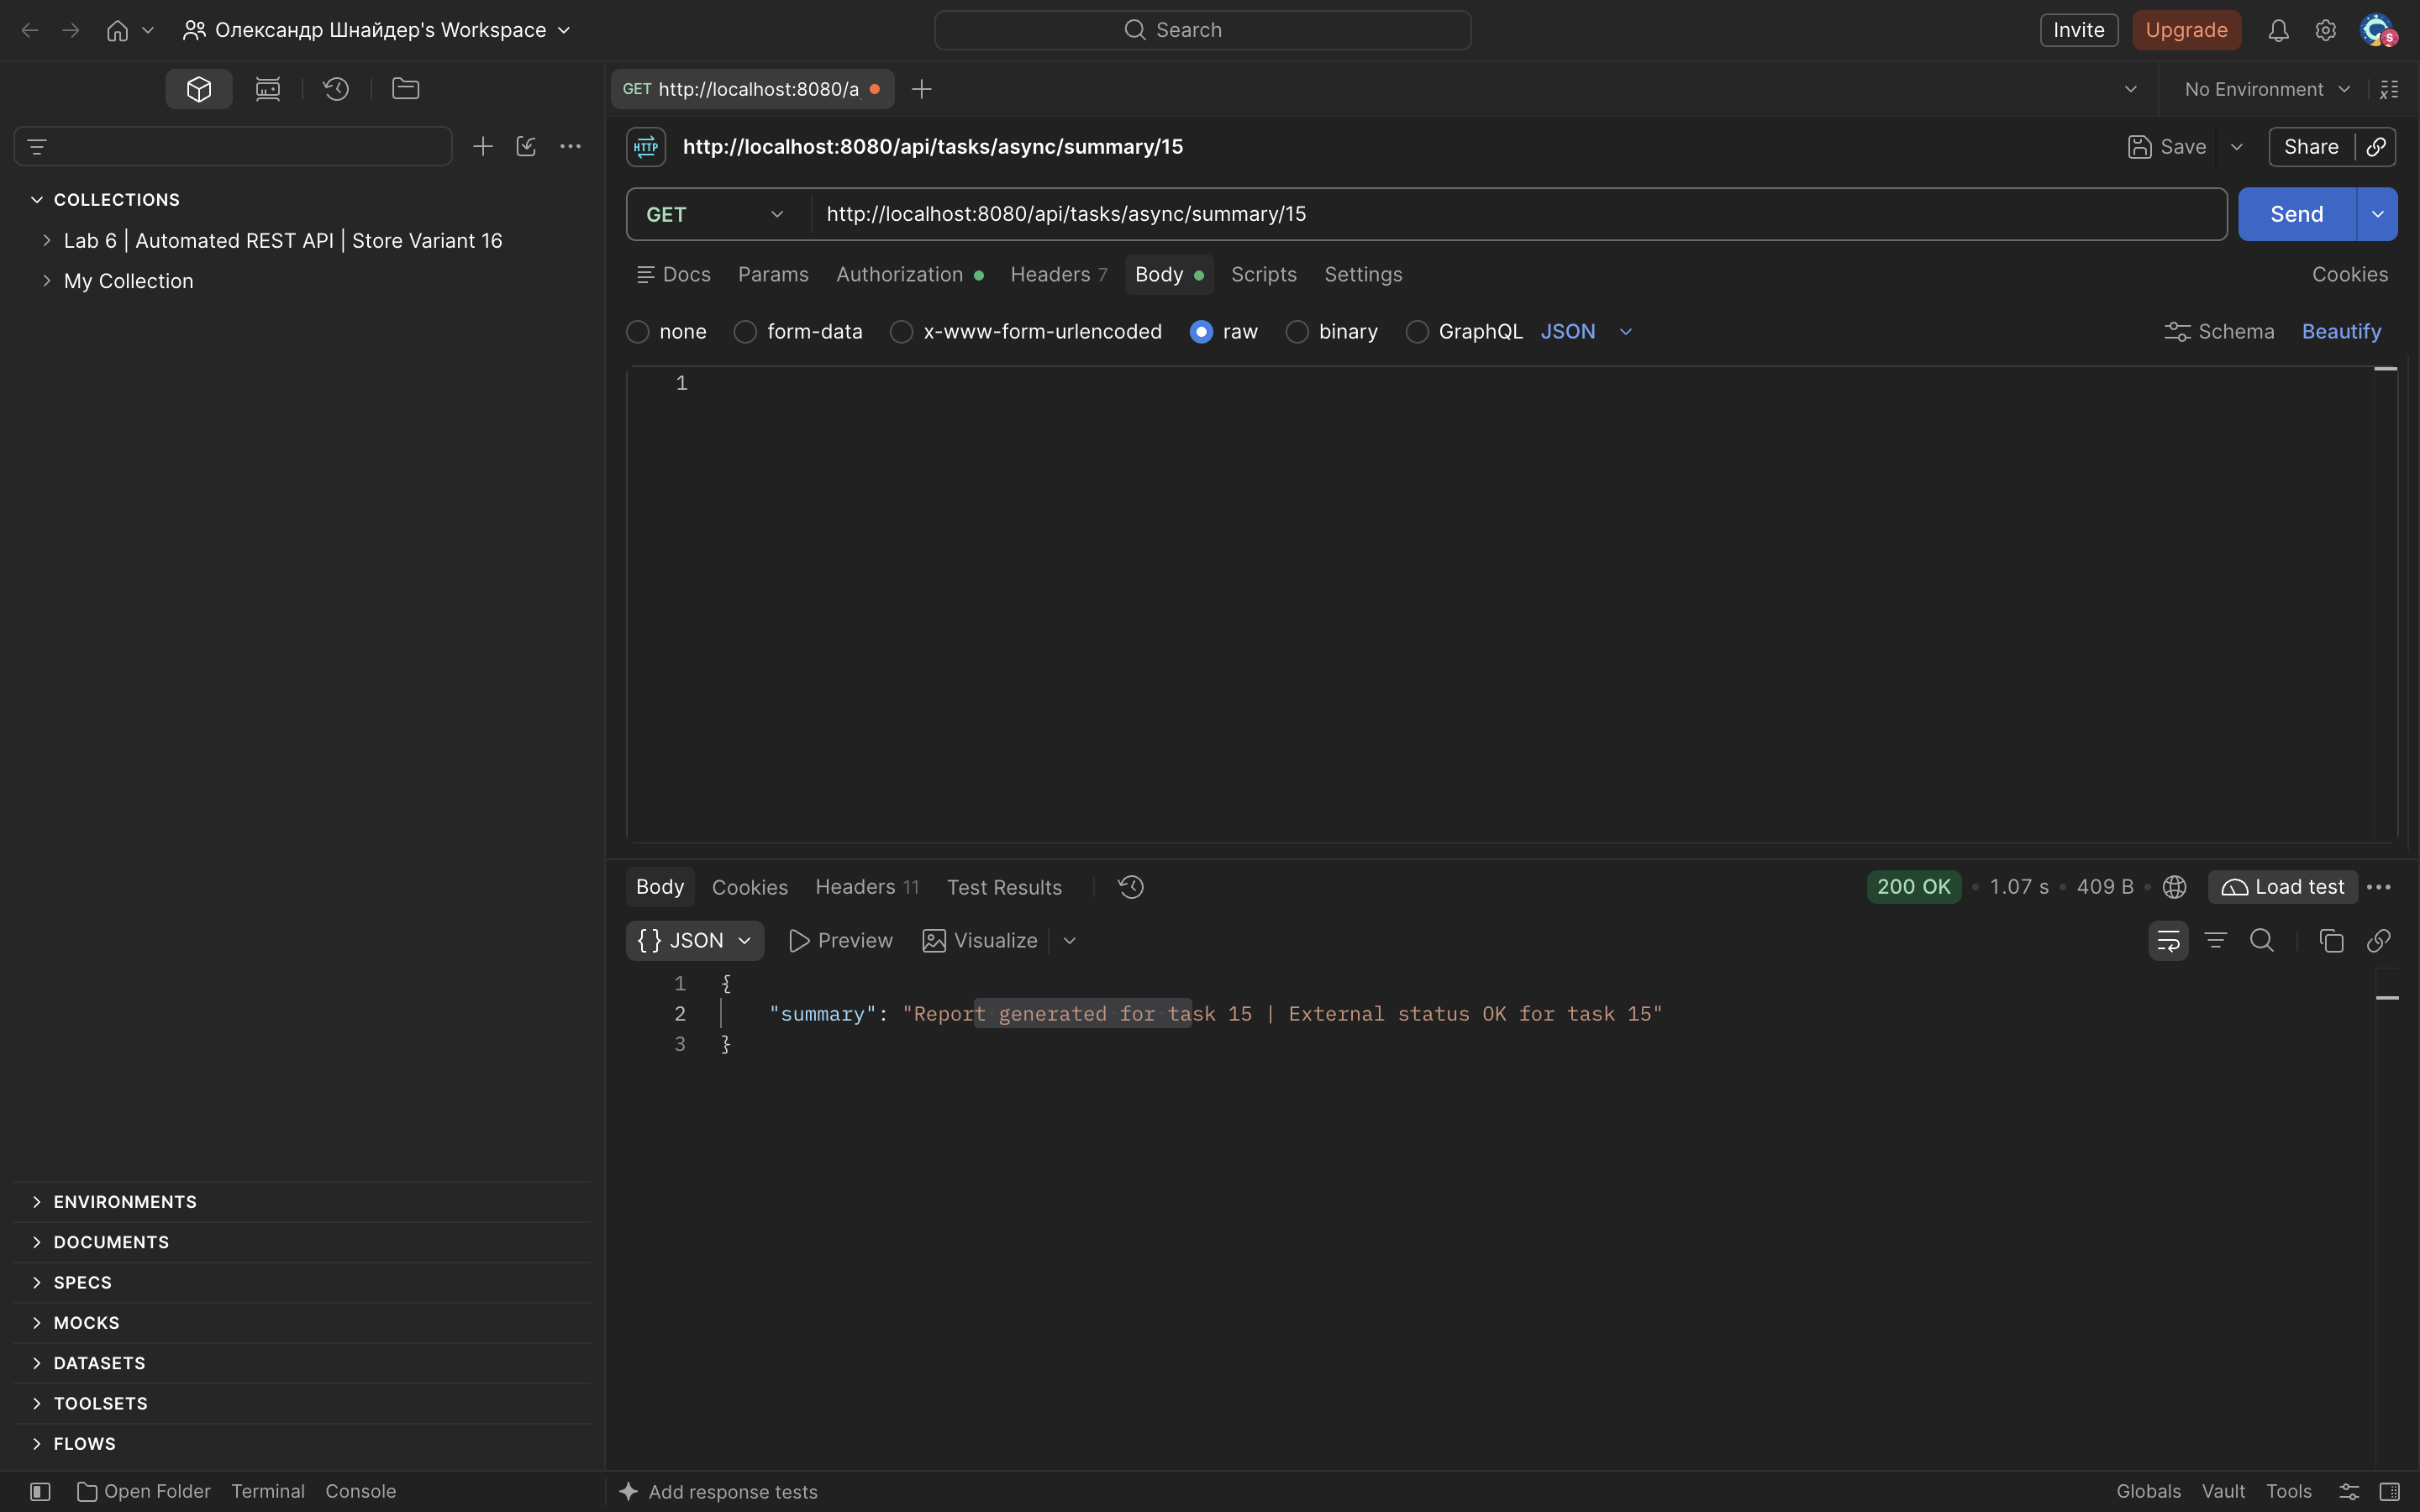 Олександр Шнайдер's Workspace
Search
Invite
Upgrade
GET http://localhost:8080/a
No Environment
COLLECTIONS
Lab 6 | Automated REST API | Store Variant 16
My Collection
ENVIRONMENTS
DOCUMENTS
SPECS
MOCKS
DATASETS
TOOLSETS
FLOWS
HTTP
http://localhost:8080/api/tasks/async/summary/15
Save
Share
GET
http://localhost:8080/api/tasks/async/summary/15
Send
Docs Params Authorization Headers 7 Body Scripts Settings
Cookies
none form-data x-www-form-urlencoded raw binary GraphQL JSON
Schema Beautify
1
Body Cookies Headers 11 Test Results
200 OK 1.07 s 409 B
Load test
{} JSON Preview Visualize
1 {
2 "summary": "Report generated for task 15 | External status OK for task 15"
3 }
Open Folder Terminal Console
Add response tests
Globals Vault Tools